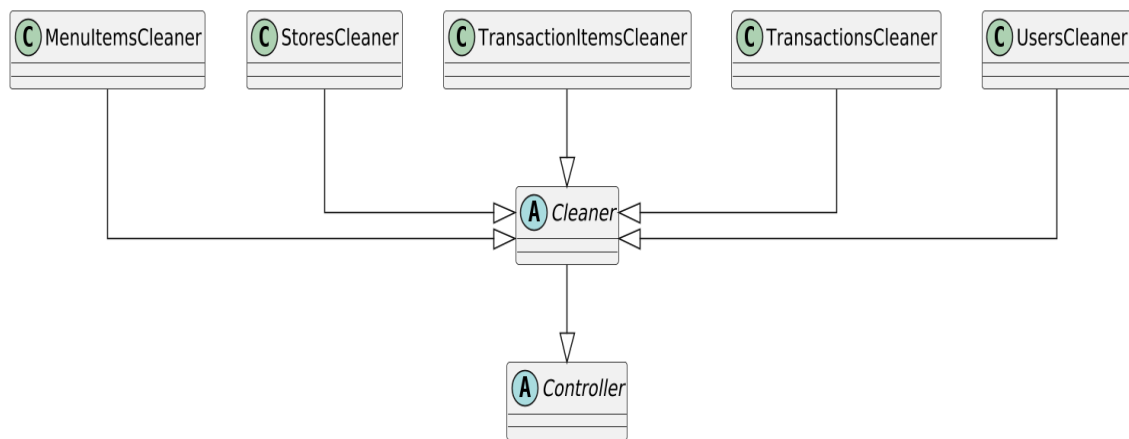 C MenuItemsCleaner
C StoresCleaner
C TransactionItemsCleaner
C TransactionsCleaner
C UsersCleaner
A Cleaner
A Controller